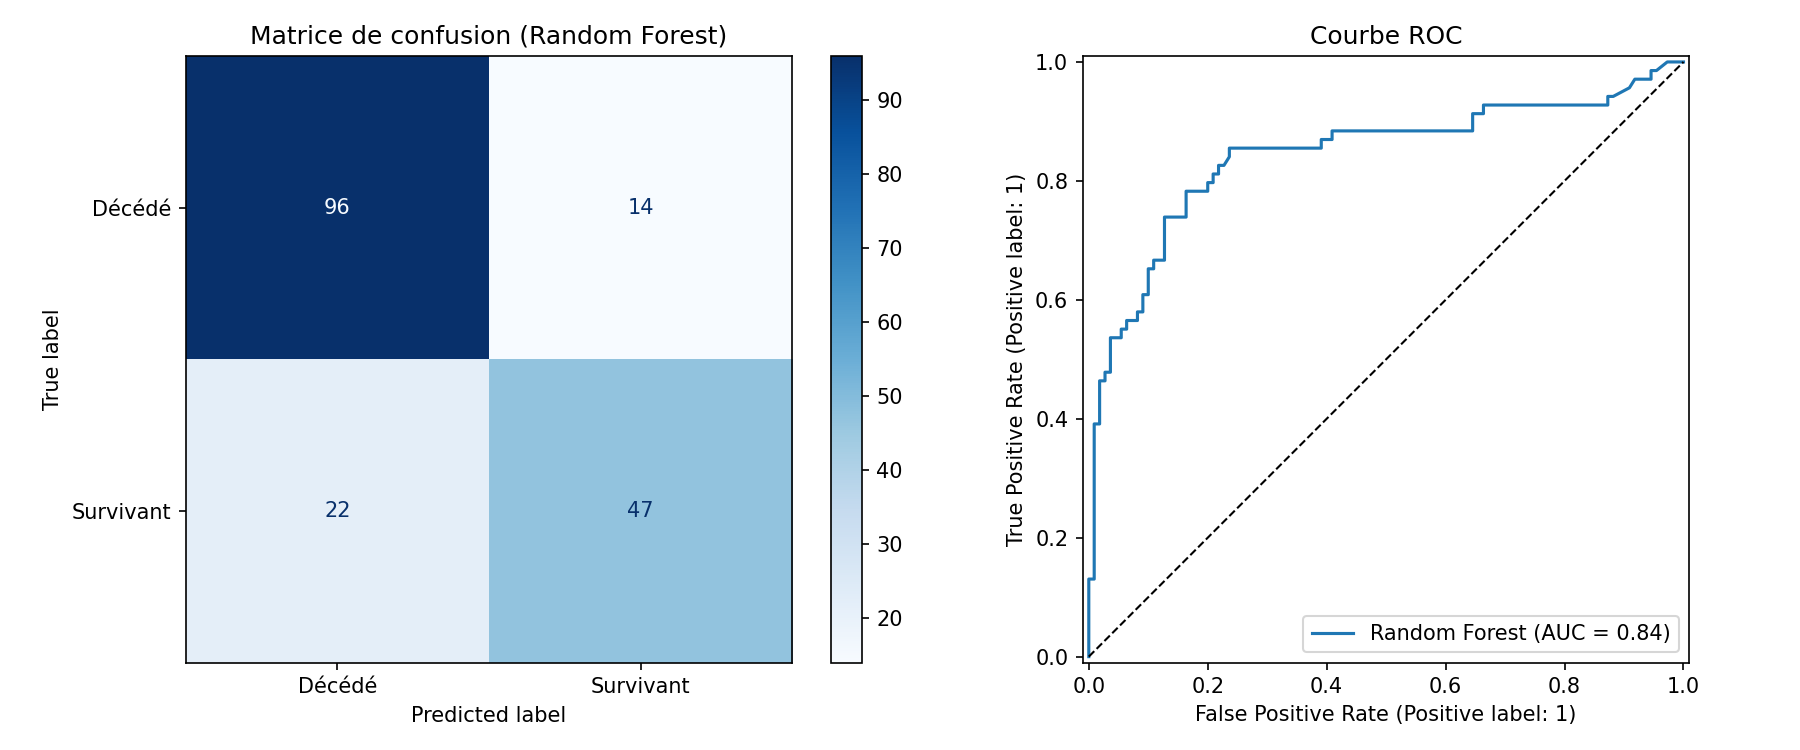 Matrice de confusion (Random Forest)
True label
Décédé
Survivant
96
14
22
47
Décédé
Survivant
Predicted label
90
80
70
60
50
40
30
20
Courbe ROC
True Positive Rate (Positive label: 1)
1.0
0.8
0.6
0.4
0.2
0.0
Random Forest (AUC = 0.84)
0.0 0.2 0.4 0.6 0.8 1.0
False Positive Rate (Positive label: 1)